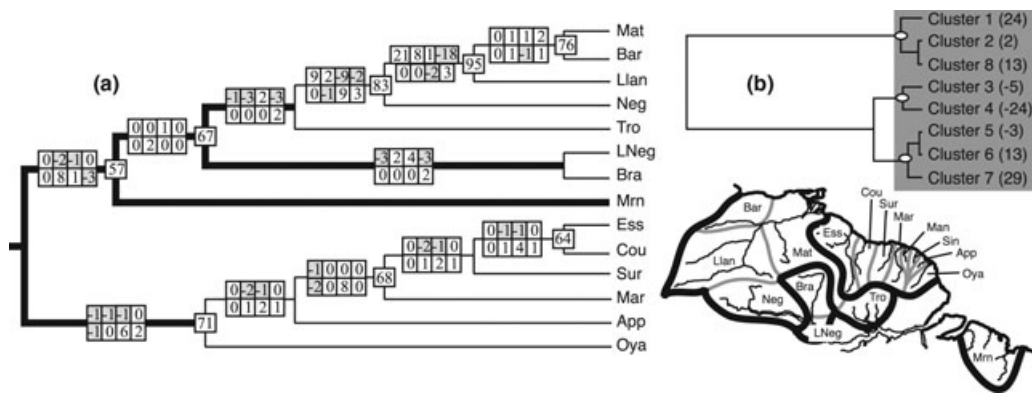 (a)
Mat
0 1 1 2
0 1 -1 1
76
Bar
21 8 1 -18
0 0 -2 3
95
Llan
9 2 -9 -2
0 -1 9 3
83
Neg
-1 -3 2 -3
0 0 0 2
Tro
0 0 1 0
0 2 0 0
67
LNeg
-3 2 4 -3
0 0 0 2
Bra
0 -2 -1 0
0 8 1 -3
57
Mrn
Ess
0 -1 -1 0
0 1 4 1
64
Cou
0 -2 -1 0
0 1 2 1
Sur
-1 0 0 0
-2 0 8 0
68
Mar
0 -2 -1 0
0 1 2 1
App
-1 -1 -1 0
-1 0 6 2
71
Oya
(b)
Cluster 1 (24)
Cluster 2 (2)
Cluster 8 (13)
Cluster 3 (-5)
Cluster 4 (-24)
Cluster 5 (-3)
Cluster 6 (13)
Cluster 7 (29)
Cou
Sur
Mar
Bar
Ess
Man
Sin
App
Oya
Mat
Llan
Bra
Tro
Neg
LNeg
Mrn